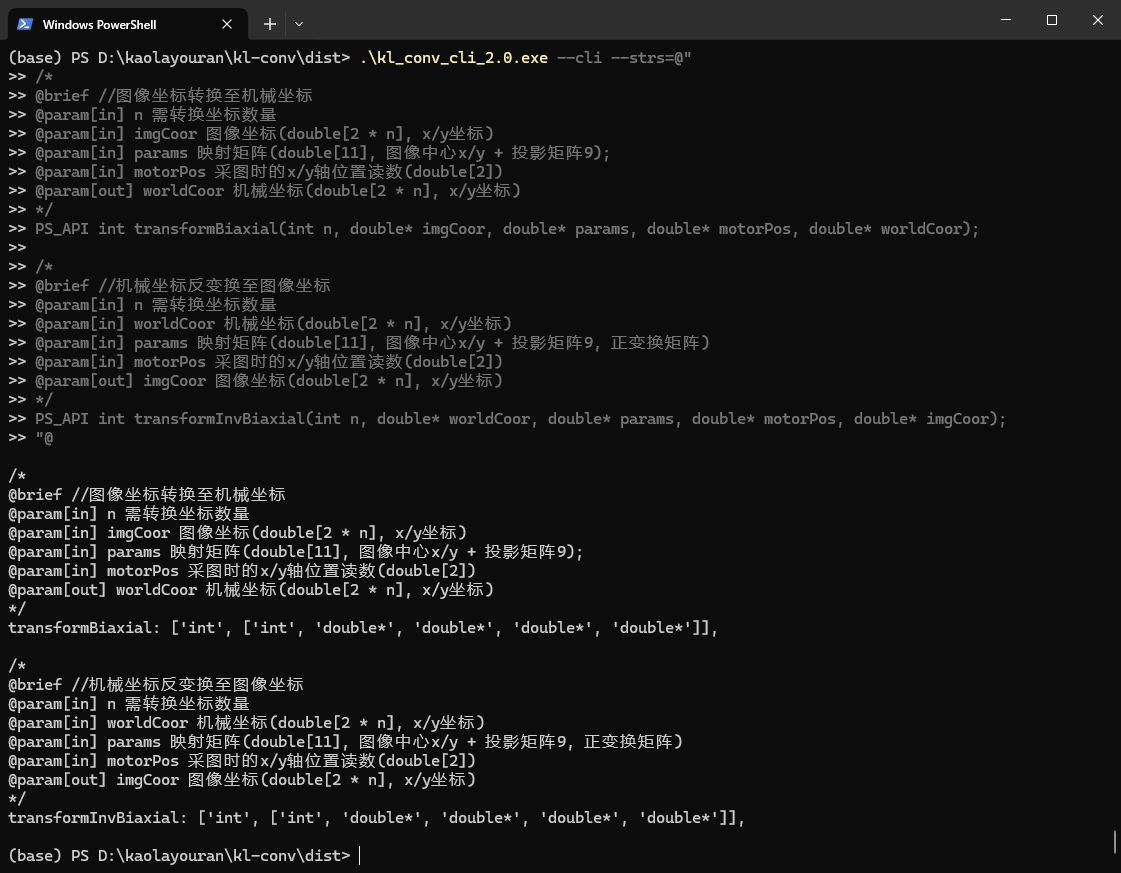 Windows PowerShell
(base) PS D:\kaolayouran\kl-conv\dist> .\kl_conv_cli_2.0.exe --cli --strs=@"
>> /*
>> @brief //图像坐标转换至机械坐标
>> @param[in] n 需转换坐标数量
>> @param[in] imgCoor 图像坐标(double[2 * n], x/y坐标)
>> @param[in] params 映射矩阵(double[11], 图像中心x/y + 投影矩阵9);
>> @param[in] motorPos 采图时的x/y轴位置读数(double[2])
>> @param[out] worldCoor 机械坐标(double[2 * n], x/y坐标)
>> */
>> PS_API int transformBiaxial(int n, double* imgCoor, double* params, double* motorPos, double* worldCoor);
>>
>> /*
>> @brief //机械坐标反变换至图像坐标
>> @param[in] n 需转换坐标数量
>> @param[in] worldCoor 机械坐标(double[2 * n], x/y坐标)
>> @param[in] params 映射矩阵(double[11], 图像中心x/y + 投影矩阵9, 正变换矩阵)
>> @param[in] motorPos 采图时的x/y轴位置读数(double[2])
>> @param[out] imgCoor 图像坐标(double[2 * n], x/y坐标)
>> */
>> PS_API int transformInvBiaxial(int n, double* worldCoor, double* params, double* motorPos, double* imgCoor);
>> "@
/*
@brief //图像坐标转换至机械坐标
@param[in] n 需转换坐标数量
@param[in] imgCoor 图像坐标(double[2 * n], x/y坐标)
@param[in] params 映射矩阵(double[11], 图像中心x/y + 投影矩阵9);
@param[in] motorPos 采图时的x/y轴位置读数(double[2])
@param[out] worldCoor 机械坐标(double[2 * n], x/y坐标)
*/
transformBiaxial: ['int', ['int', 'double*', 'double*', 'double*', 'double*']],
/*
@brief //机械坐标反变换至图像坐标
@param[in] n 需转换坐标数量
@param[in] worldCoor 机械坐标(double[2 * n], x/y坐标)
@param[in] params 映射矩阵(double[11], 图像中心x/y + 投影矩阵9, 正变换矩阵)
@param[in] motorPos 采图时的x/y轴位置读数(double[2])
@param[out] imgCoor 图像坐标(double[2 * n], x/y坐标)
*/
transformInvBiaxial: ['int', ['int', 'double*', 'double*', 'double*', 'double*']],
(base) PS D:\kaolayouran\kl-conv\dist>